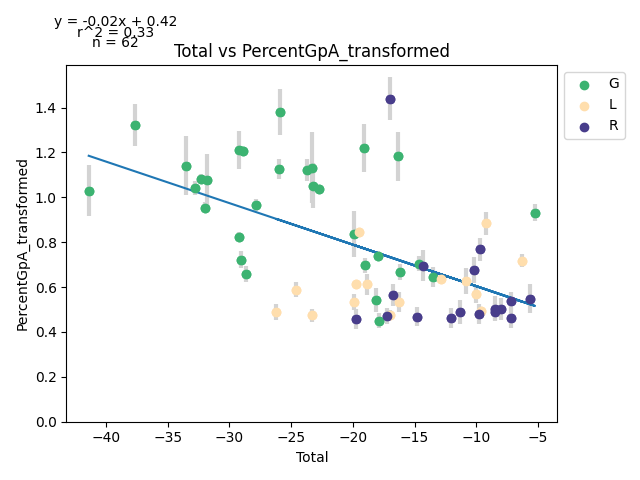 y = -0.02x + 0.42
r^2 = 0.33
n = 62
Total vs PercentGpA_transformed
G
L
R
PercentGpA_transformed
1.4
1.2
1.0
0.8
0.6
0.4
0.2
0.0
−40 −35 −30 −25 −20 −15 −10 −5
Total